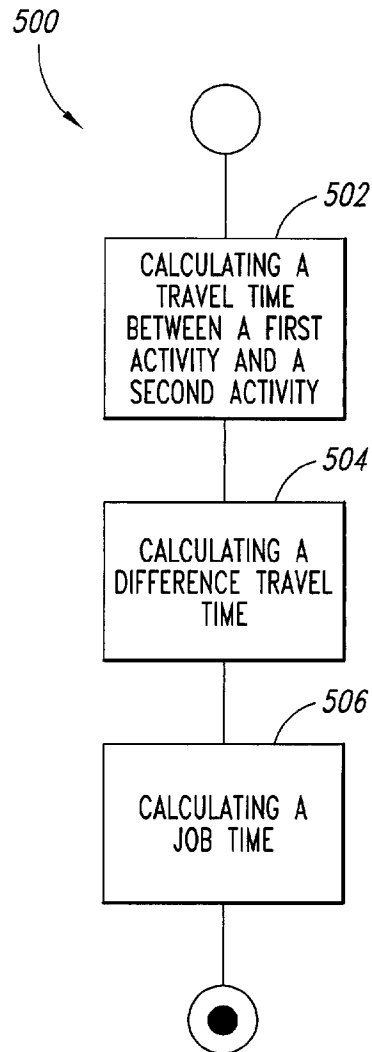 500
502
CALCULATING A
TRAVEL TIME
BETWEEN A FIRST
ACTIVITY AND A
SECOND ACTIVITY
504
CALCULATING A
DIFFERENCE TRAVEL
TIME
506
CALCULATING A
JOB TIME